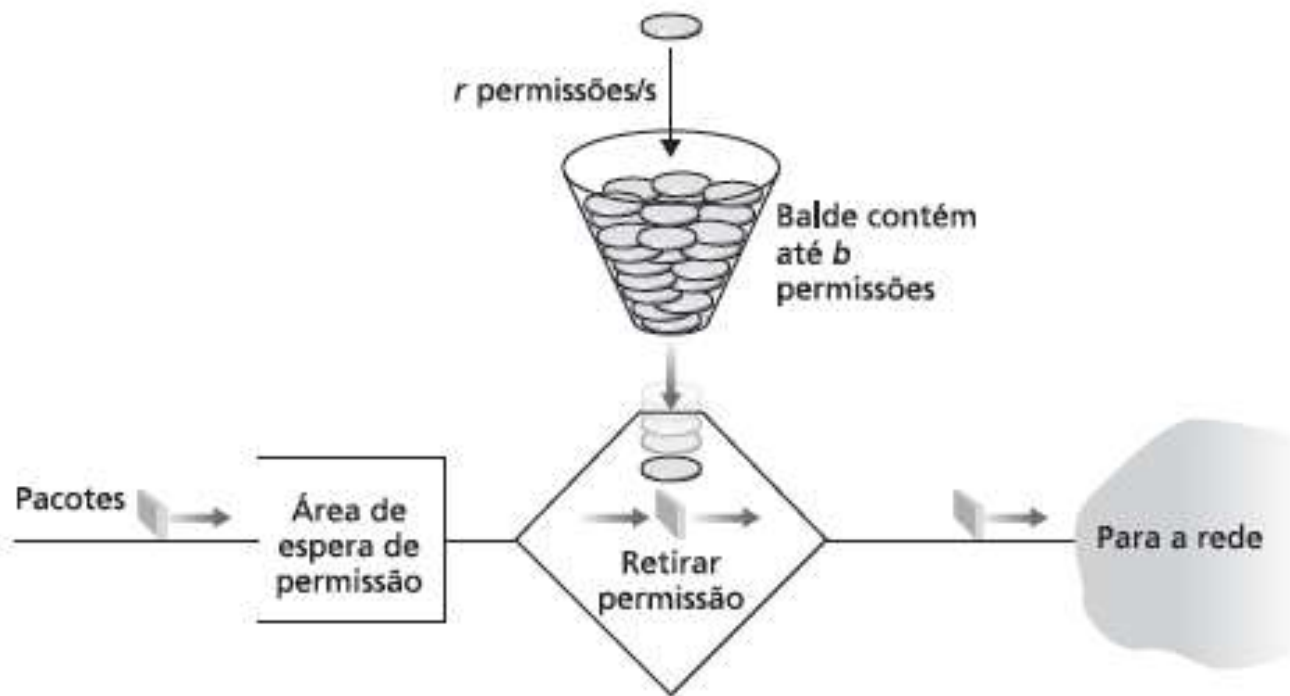 r permissões/s
Balde contém
até b
permissões
Pacotes
Área de
espera de
permissão
Retirar
permissão
Para a rede